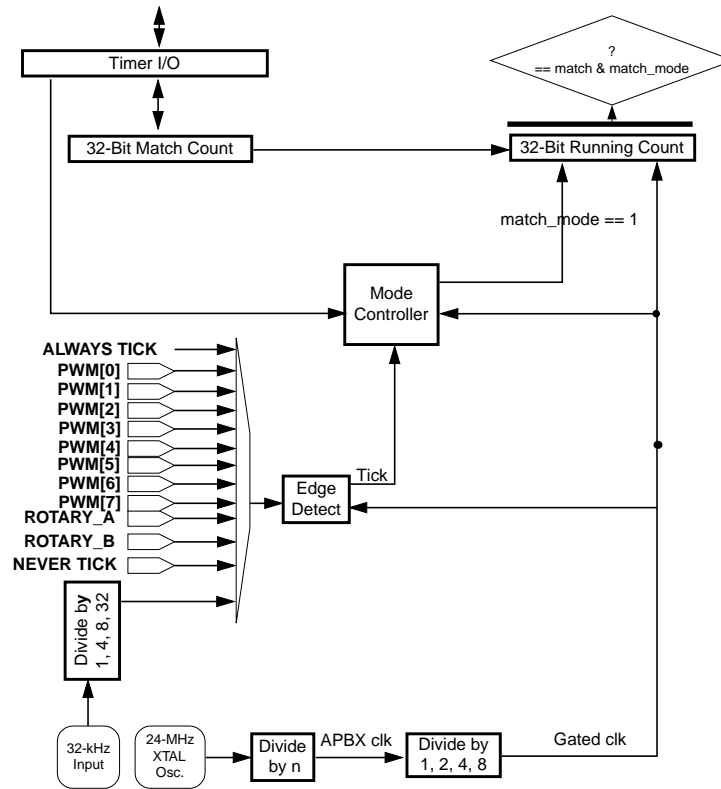 Timer I/O
?
== match & match_mode
32-Bit Match Count
32-Bit Running Count
match_mode == 1
Mode
Controller
ALWAYS TICK
PWM[0]
PWM[1]
PWM[2]
PWM[3]
PWM[4]
PWM[5]
PWM[6]
PWM[7]
ROTARY_A
ROTARY_B
NEVER TICK
Tick
Edge
Detect
Divide by
1, 4, 8, 32
32-kHz
Input
24-MHz
XTAL
Osc.
Divide
by n
APBX clk
Divide by
1, 2, 4, 8
Gated clk